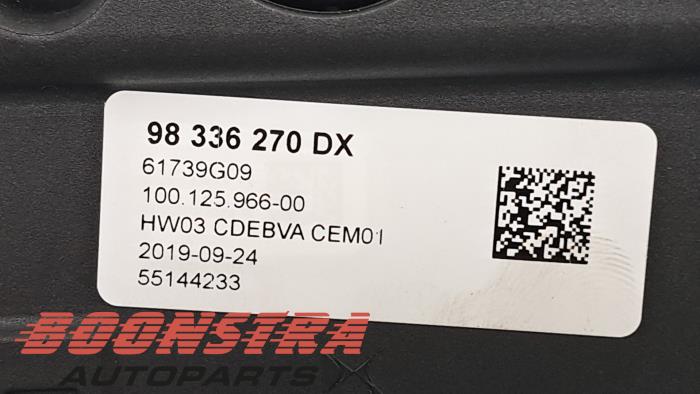 98 336 270 DX
61739G09
100.125.966-00
HW03 CDEBVA CEM01
2019-09-24
55144233
BOONSTRA
AUTOPARTS